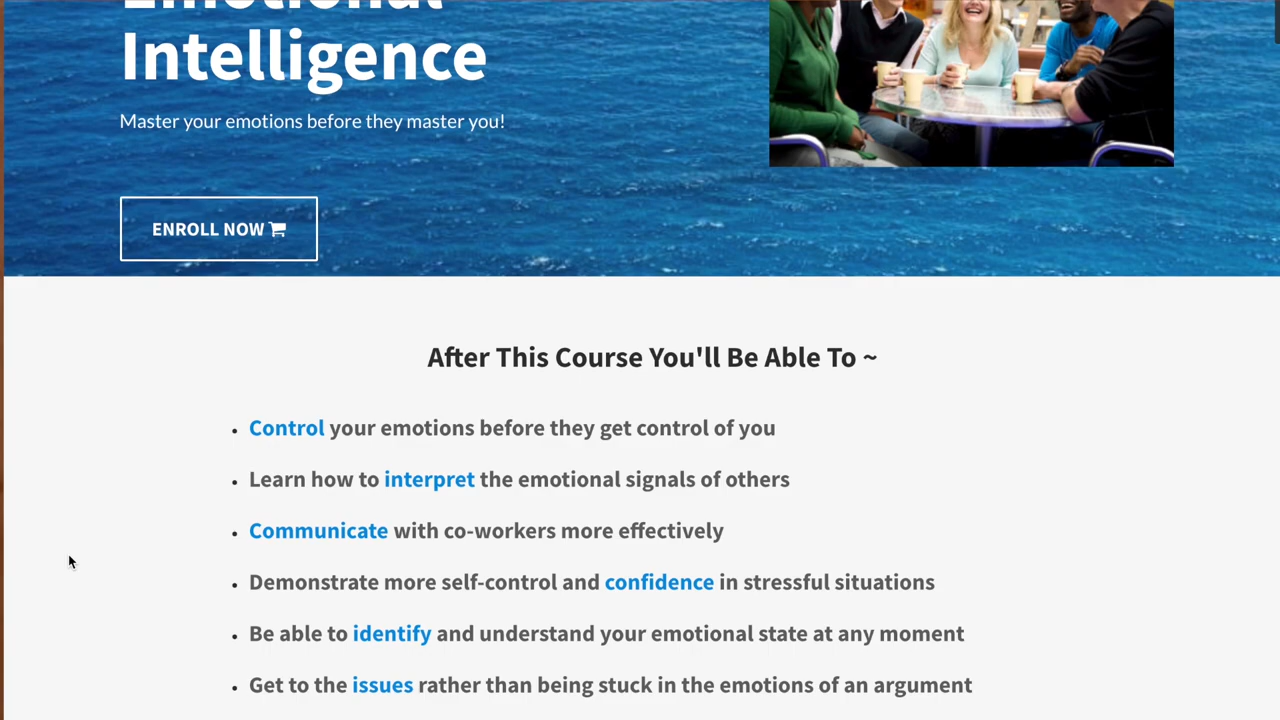 Emotional
Intelligence
Master your emotions before they master you!
ENROLL NOW
After This Course You'll Be Able To ~
• Control your emotions before they get control of you
• Learn how to interpret the emotional signals of others
• Communicate with co-workers more effectively
• Demonstrate more self-control and confidence in stressful situations
• Be able to identify and understand your emotional state at any moment
• Get to the issues rather than being stuck in the emotions of an argument